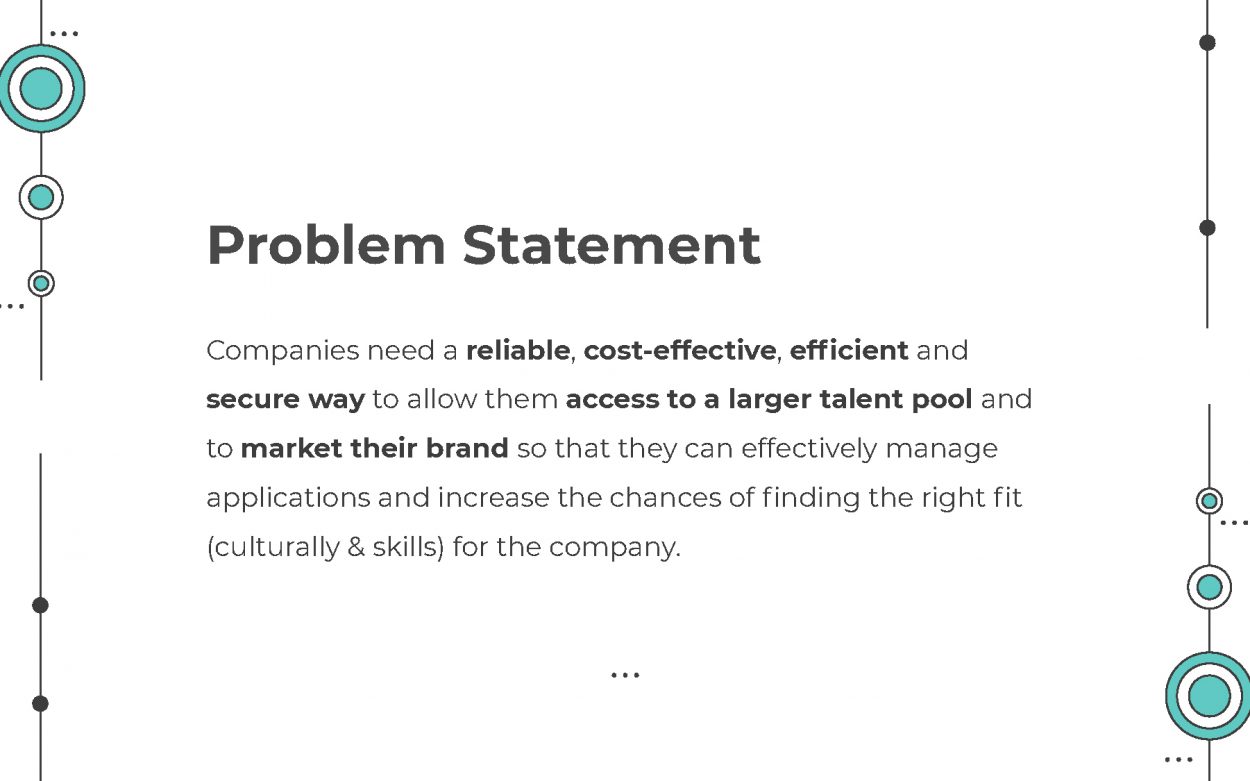 Problem Statement
Companies need a reliable, cost-effective, efficient and
secure way to allow them access to a larger talent pool and
to market their brand so that they can effectively manage
applications and increase the chances of finding the right fit
(culturally & skills) for the company.